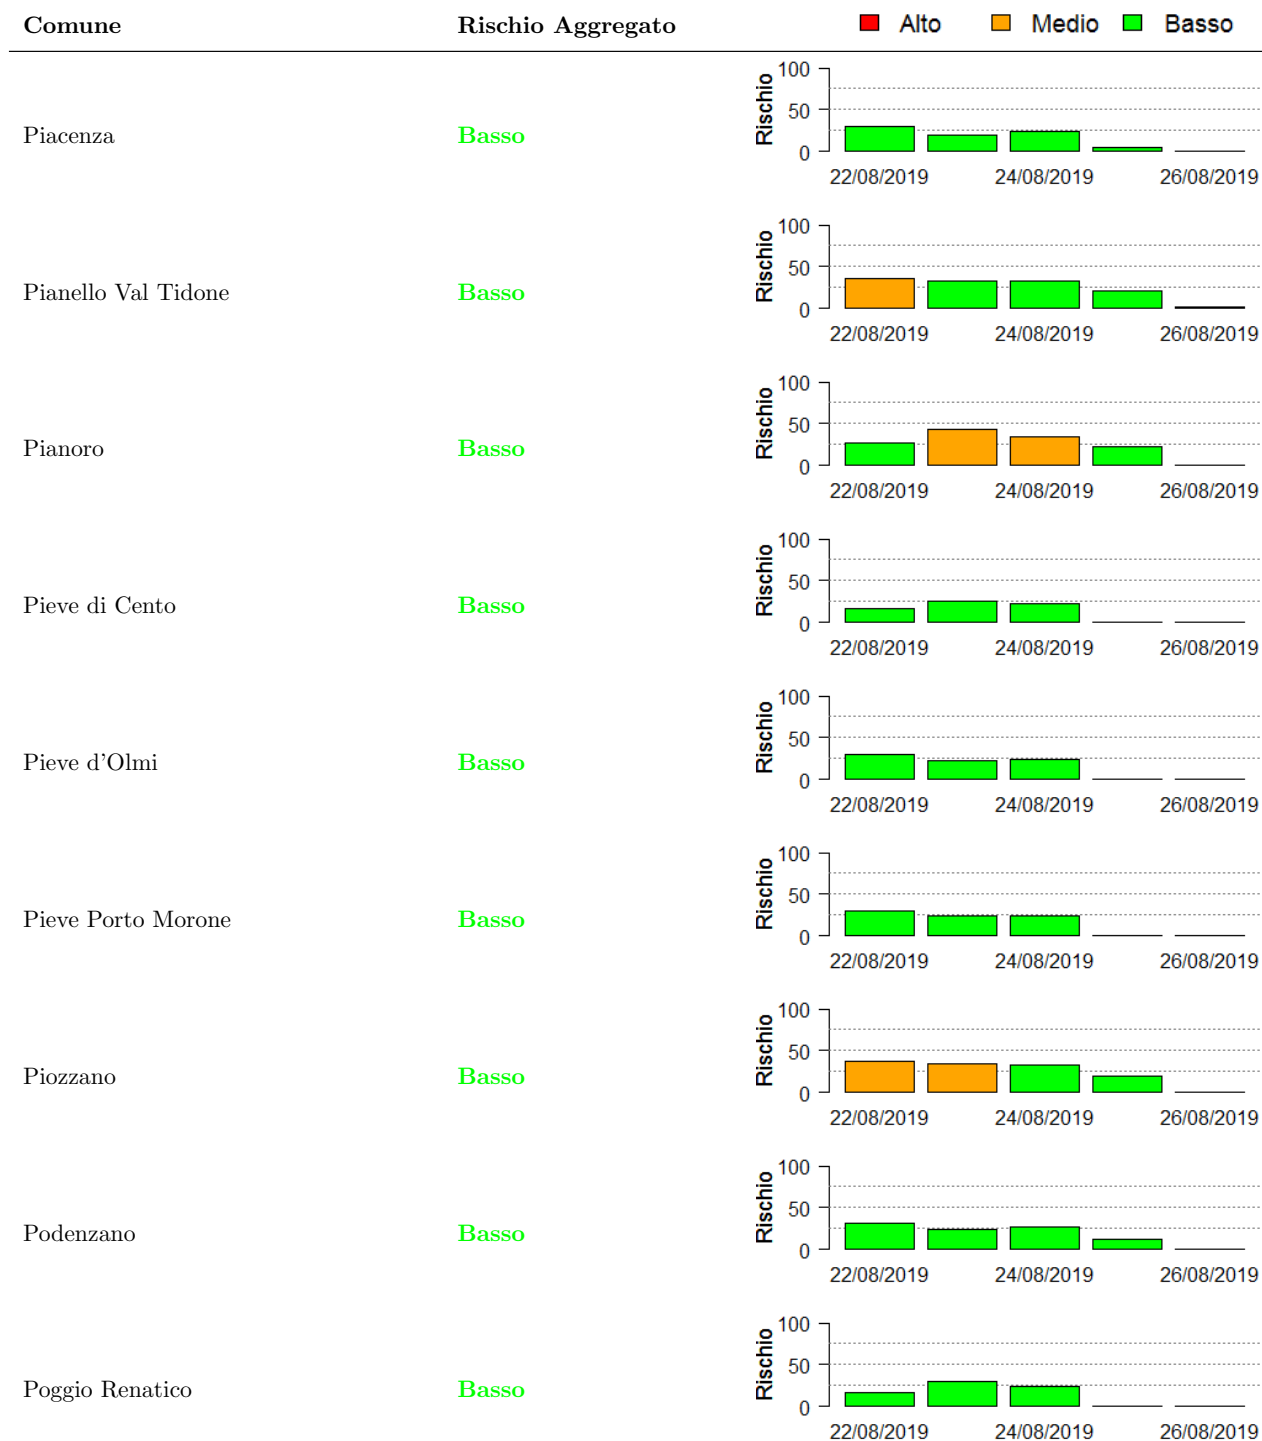 Comune Rischio Aggregato Alto Medio Basso
Piacenza Basso Rischio 100 50 0 22/08/2019 24/08/2019 26/08/2019
Pianello Val Tidone Basso Rischio 100 50 0 22/08/2019 24/08/2019 26/08/2019
Pianoro Basso Rischio 100 50 0 22/08/2019 24/08/2019 26/08/2019
Pieve di Cento Basso Rischio 100 50 0 22/08/2019 24/08/2019 26/08/2019
Pieve d'Olmi Basso Rischio 100 50 0 22/08/2019 24/08/2019 26/08/2019
Pieve Porto Morone Basso Rischio 100 50 0 22/08/2019 24/08/2019 26/08/2019
Piozzano Basso Rischio 100 50 0 22/08/2019 24/08/2019 26/08/2019
Podenzano Basso Rischio 100 50 0 22/08/2019 24/08/2019 26/08/2019
Poggio Renatico Basso Rischio 100 50 0 22/08/2019 24/08/2019 26/08/2019